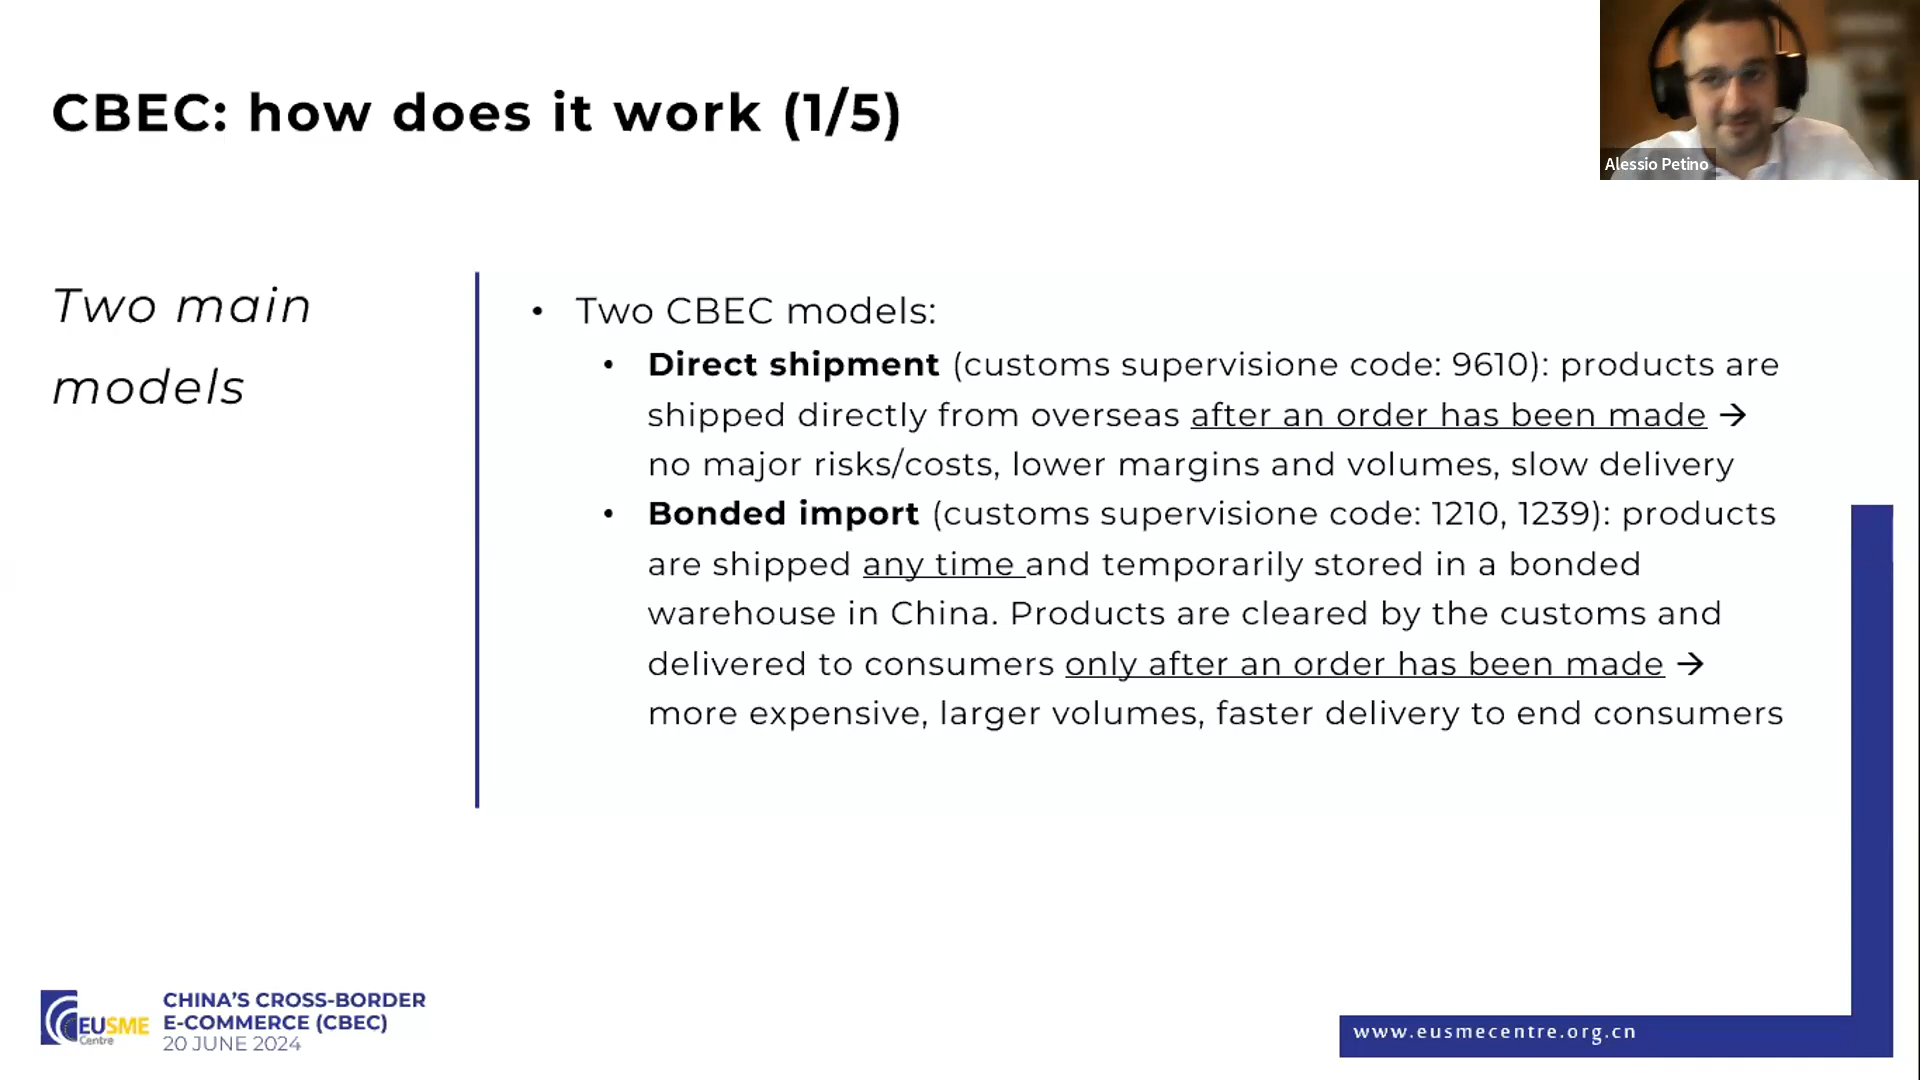 CBEC: how does it work (1/5)
Alessio Petino
Two main
models
• Two CBEC models:
• Direct shipment (customs supervisione code: 9610): products are
shipped directly from overseas after an order has been made →
no major risks/costs, lower margins and volumes, slow delivery
• Bonded import (customs supervisione code: 1210, 1239): products
are shipped any time and temporarily stored in a bonded
warehouse in China. Products are cleared by the customs and
delivered to consumers only after an order has been made →
more expensive, larger volumes, faster delivery to end consumers
EUSME
Centre
CHINA’S CROSS-BORDER
E-COMMERCE (CBEC)
20 JUNE 2024
www.eusmecentre.org.cn